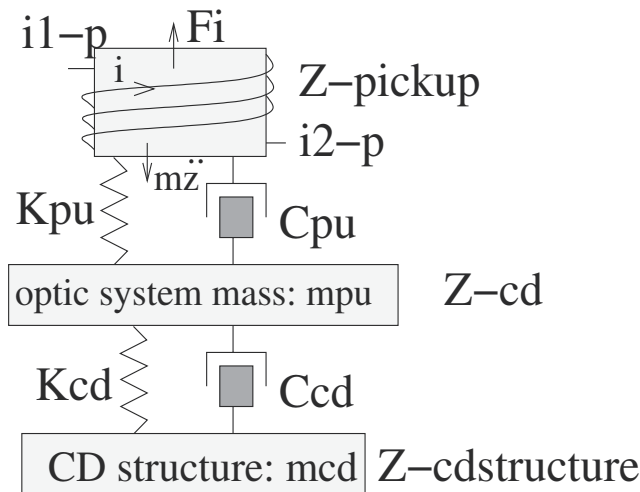 i1-p
Fi
i
Z-pickup
i2-p
mz̈
Kpu
Cpu
optic system mass: mpu
Z-cd
Kcd
Ccd
CD structure: mcd
Z-cdstructure